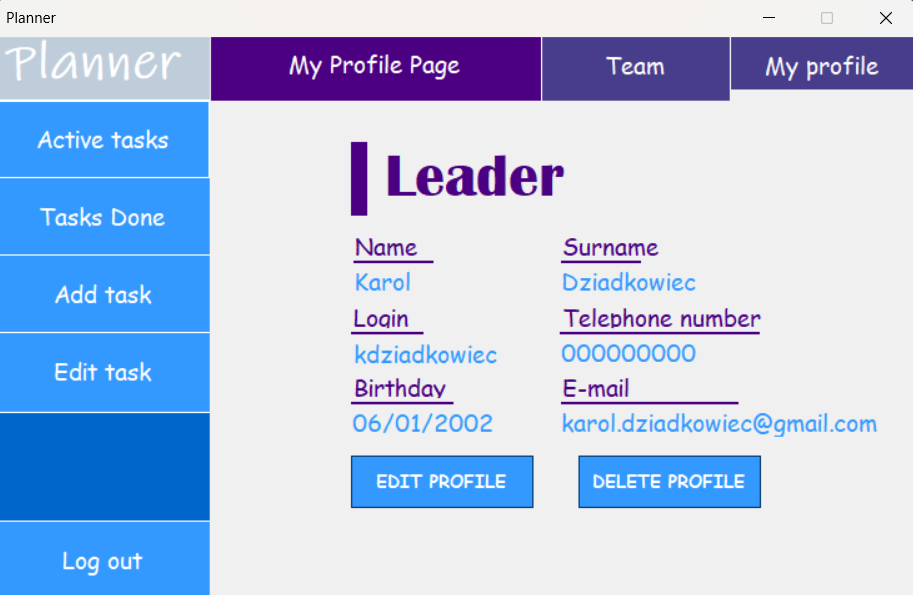 Planner
Planner
My Profile Page
Team
My profile
Active tasks
Tasks Done
Add task
Edit task
Log out
Leader
Name
Surname
Karol
Dziadkowiec
Login
Telephone number
kdziadkowiec
000000000
Birthday
E-mail
06/01/2002
karol.dziadkowiec@gmail.com
EDIT PROFILE
DELETE PROFILE